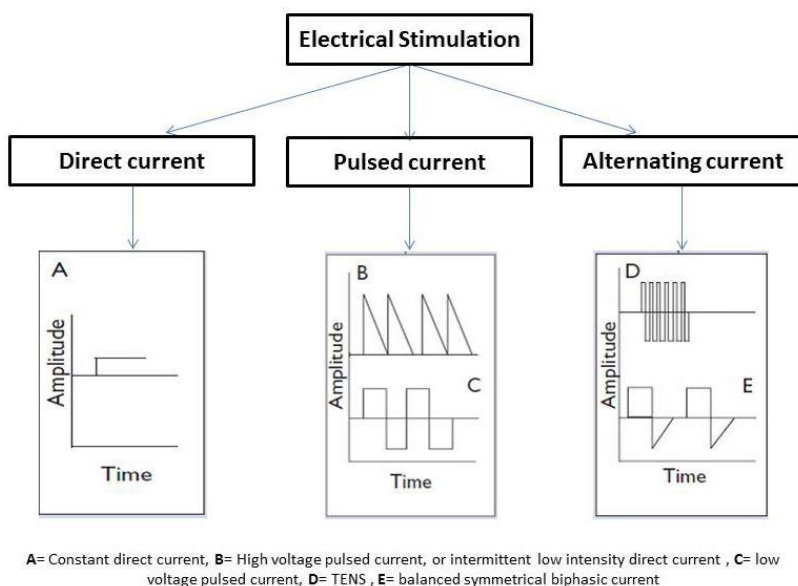 Electrical Stimulation
Direct current
Pulsed current
Alternating current
A
Amplitude
Time
B
C
Amplitude
Time
D
E
Amplitude
Time
A= Constant direct current, B= High voltage pulsed current, or intermittent low intensity direct current , C= low
voltage pulsed current, D= TENS , E= balanced symmetrical biphasic current